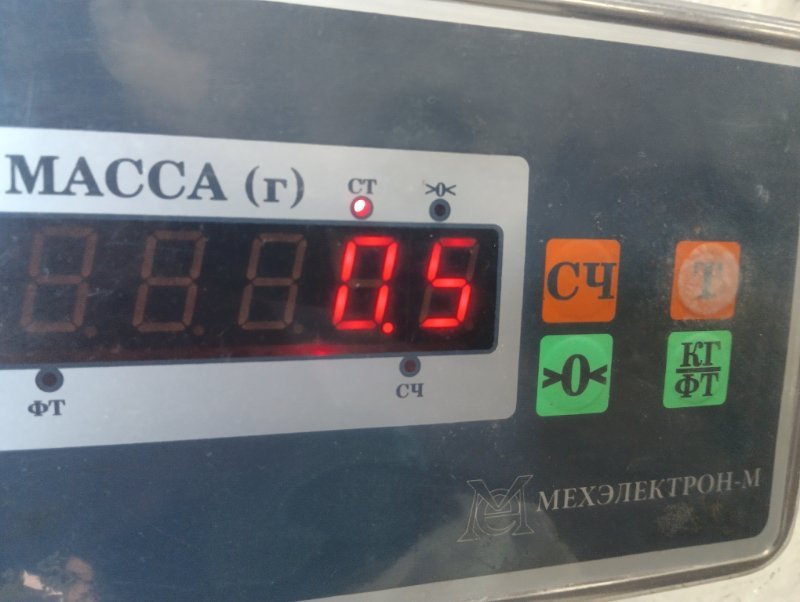 МАССА (г)
СТ
>0<
0.5
ФТ
СЧ
СЧ
Т
>0<
КГ
ФТ
МЕХЭЛЕКТРОН-М